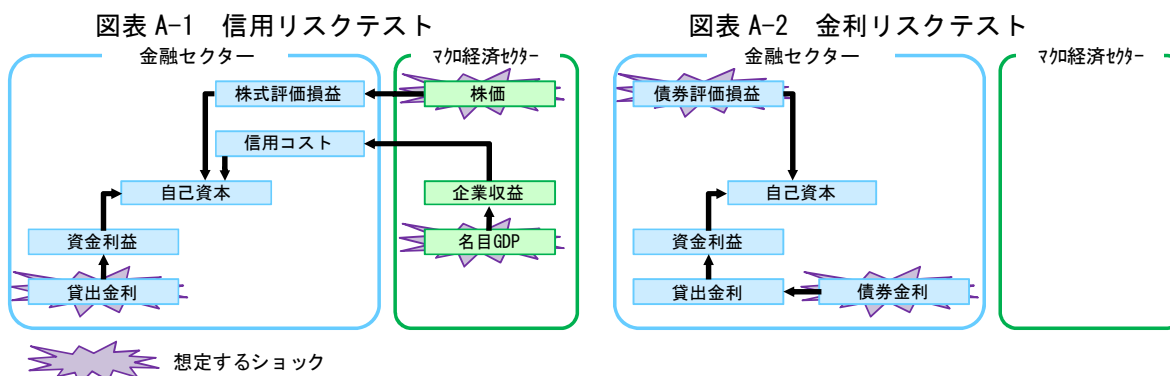 図表 A-1 信用リスクテスト
金融セクター
マクロ経済セクター
株式評価損益
株価
信用コスト
自己資本
企業収益
資金利益
名目GDP
貸出金利
想定するショック
図表 A-2 金利リスクテスト
金融セクター
マクロ経済セクター
債券評価損益
自己資本
資金利益
貸出金利
債券金利